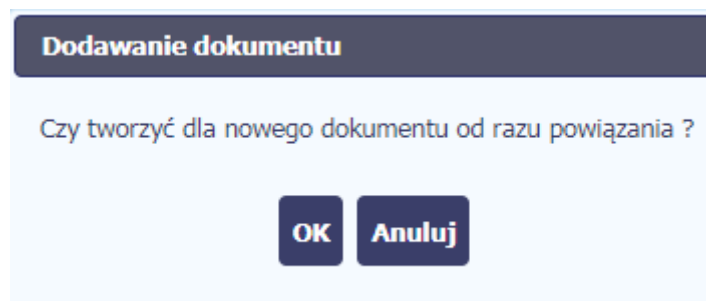 Dodawanie dokumentu
Czy tworzyć dla nowego dokumentu od razu powiązania ?
OK Anuluj